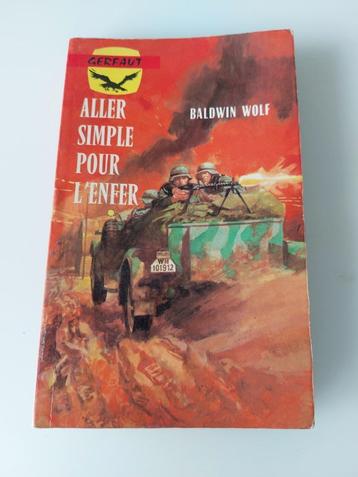 GERFAUT
ALLER
SIMPLE
POUR
L'ENFER
BALDWIN WOLF
WH
101912